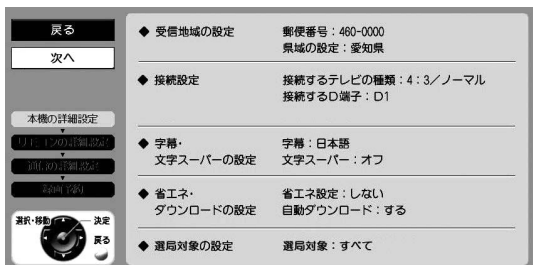 戻る
次へ
本機の詳細設定
選択・移動
決定
戻る
◆ 受信地域の設定
郵便番号：460-0000
県域の設定：愛知県
◆ 接続設定
接続するテレビの種類：4：3／ノーマル
接続するD端子：D1
◆ 字幕・
文字スーパーの設定
字幕：日本語
文字スーパー：オフ
◆ 省エネ・
ダウンロードの設定
省エネ設定：しない
自動ダウンロード：する
◆ 選局対象の設定
選局対象：すべて